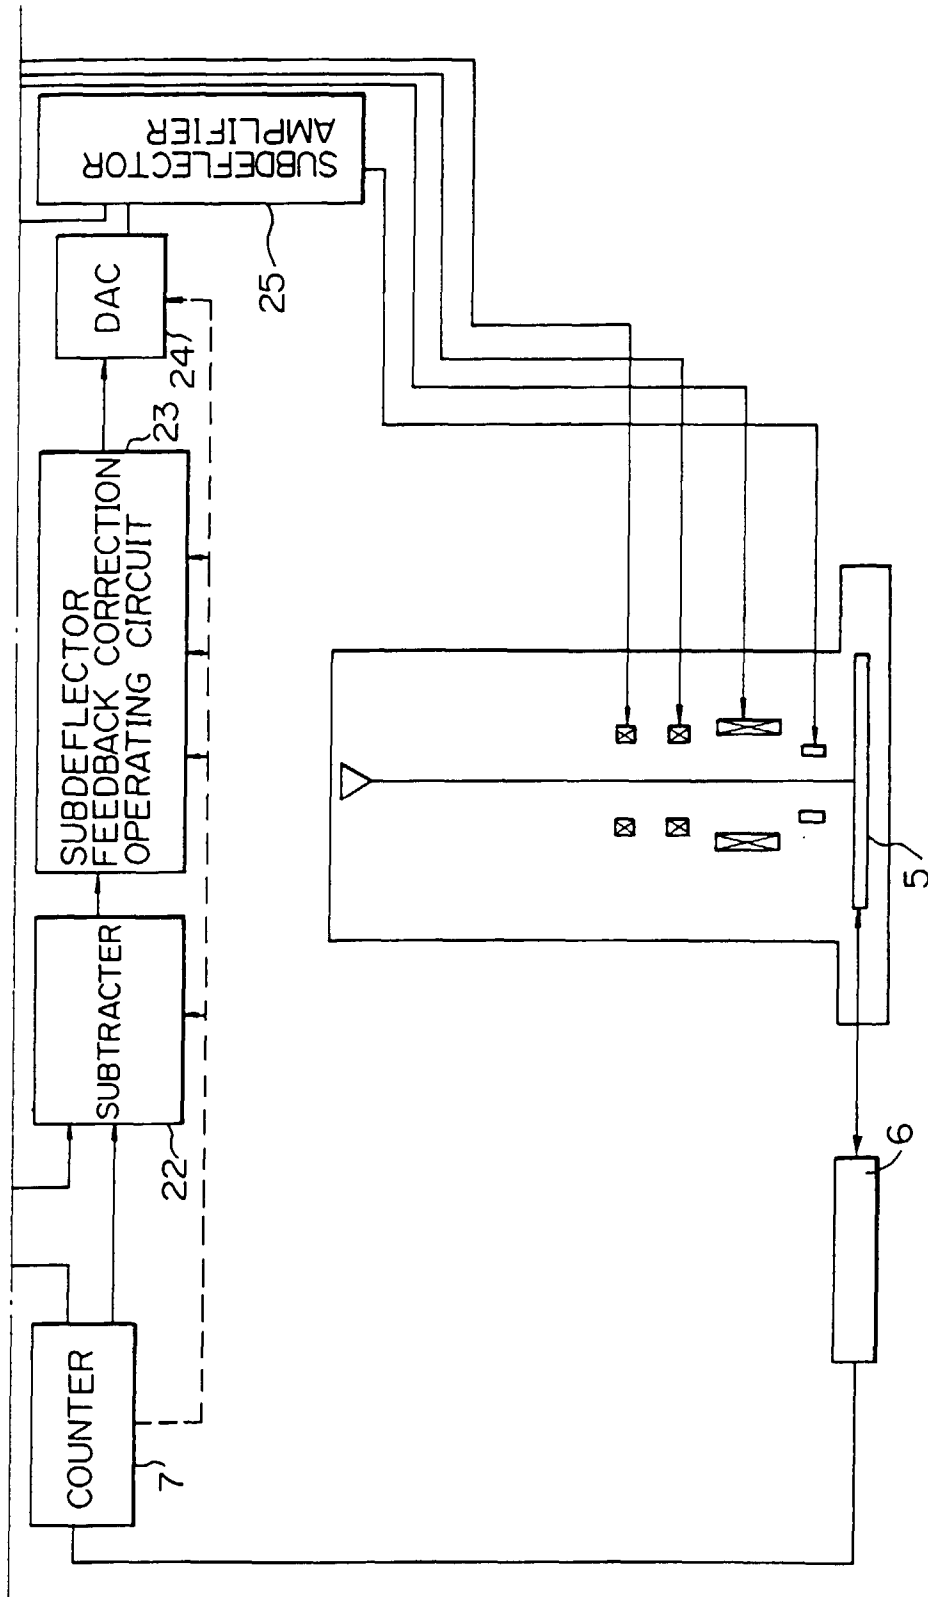 COUNTER
7
SUBTRACTER
22
SUBDEFLECTOR
FEEDBACK CORRECTION
OPERATING CIRCUIT
23
DAC
24
SUBDEFLECTOR
AMPLIFIER
25
6
5